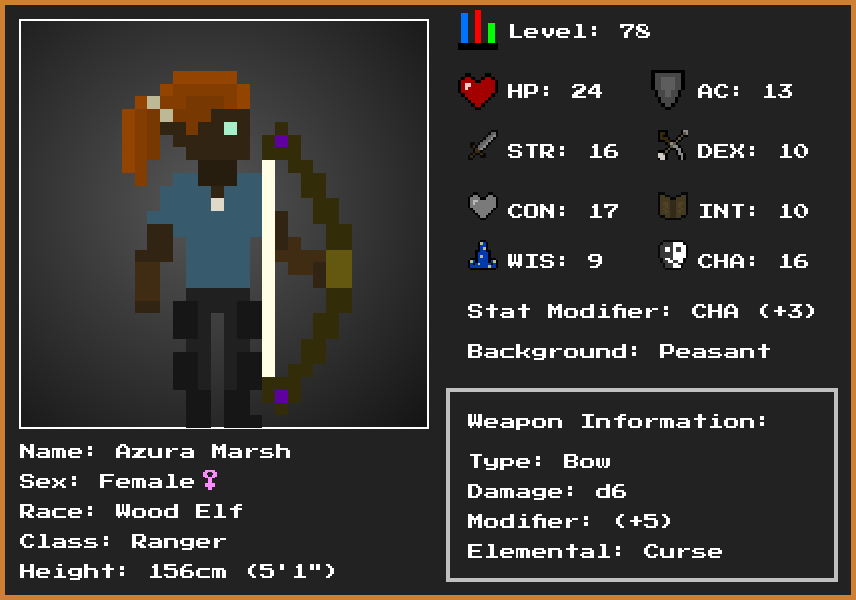 Level: 78
HP: 24
AC: 13
STR: 16
DEX: 10
CON: 17
INT: 10
WIS: 9
CHA: 16
Stat Modifier: CHA (+3)
Background: Peasant
Weapon Information:
Type: Bow
Damage: d6
Modifier: (+5)
Elemental: Curse
Name: Azura Marsh
Sex: Female♀
Race: Wood Elf
Class: Ranger
Height: 156cm (5'1")